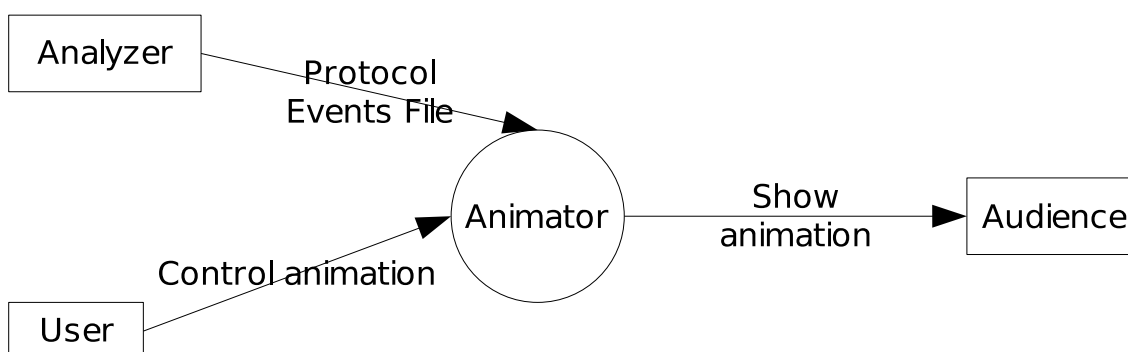 Analyzer
Protocol
Events File
Animator
Show
animation
Audience
Control animation
User